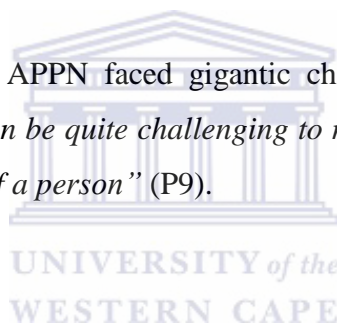 APPN faced gigantic ch
n be quite challenging to
f a person” (P9).
UNIVERSITY of the
WESTERN CAPE